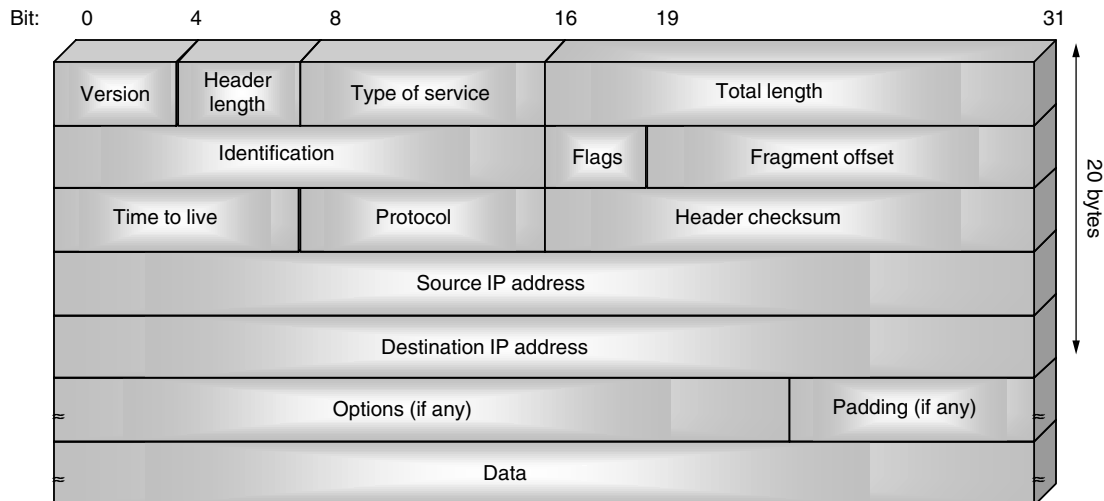 Bit: 0 4 8 16 19 31
Version Header length Type of service Total length
Identification Flags Fragment offset
Time to live Protocol Header checksum
Source IP address
Destination IP address
20 bytes
Options (if any) Padding (if any)
Data